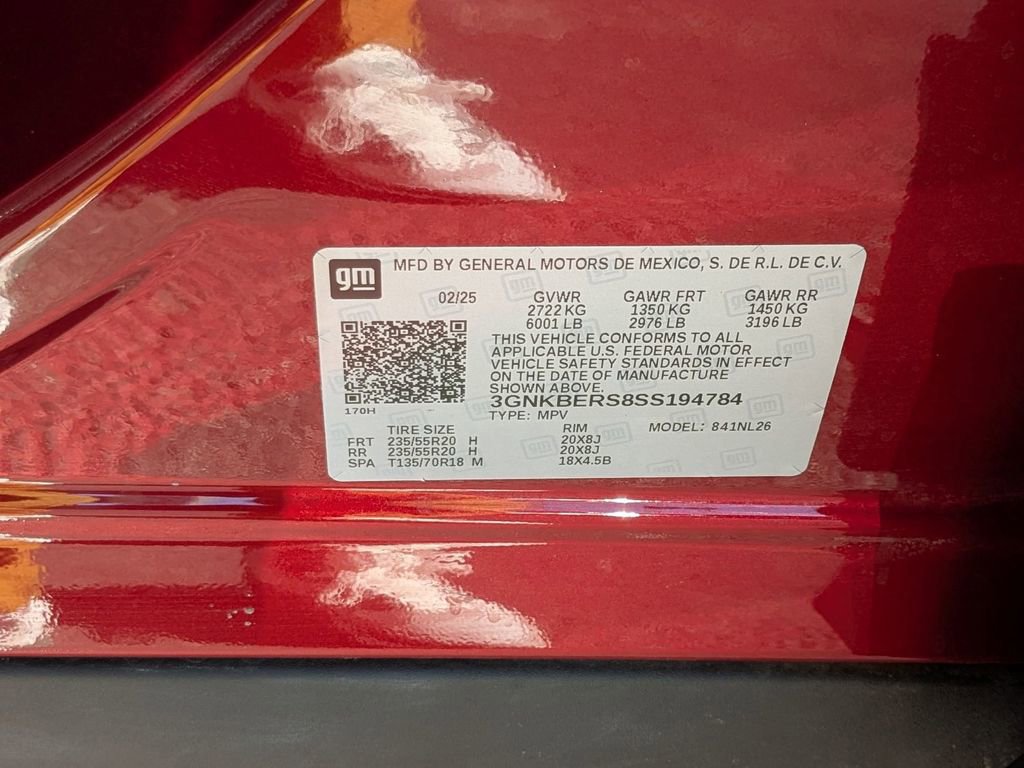 gm MFD BY GENERAL MOTORS DE MEXICO, S. DE R.L. DE C.V.
02/25 GVWR GAWR FRT GAWR RR
2722 KG 1350 KG 1450 KG
6001 LB 2976 LB 3196 LB
THIS VEHICLE CONFORMS TO ALL
APPLICABLE U.S. FEDERAL MOTOR
VEHICLE SAFETY STANDARDS IN EFFECT
ON THE DATE OF MANUFACTURE
SHOWN ABOVE.
3GNKBERS8SS194784
170H
TYPE: MPV MODEL: 841NL26
TIRE SIZE RIM
FRT 235/55R20 H 20X8J
RR 235/55R20 H 20X8J
SPA T135/70R18 M 18X4.5B